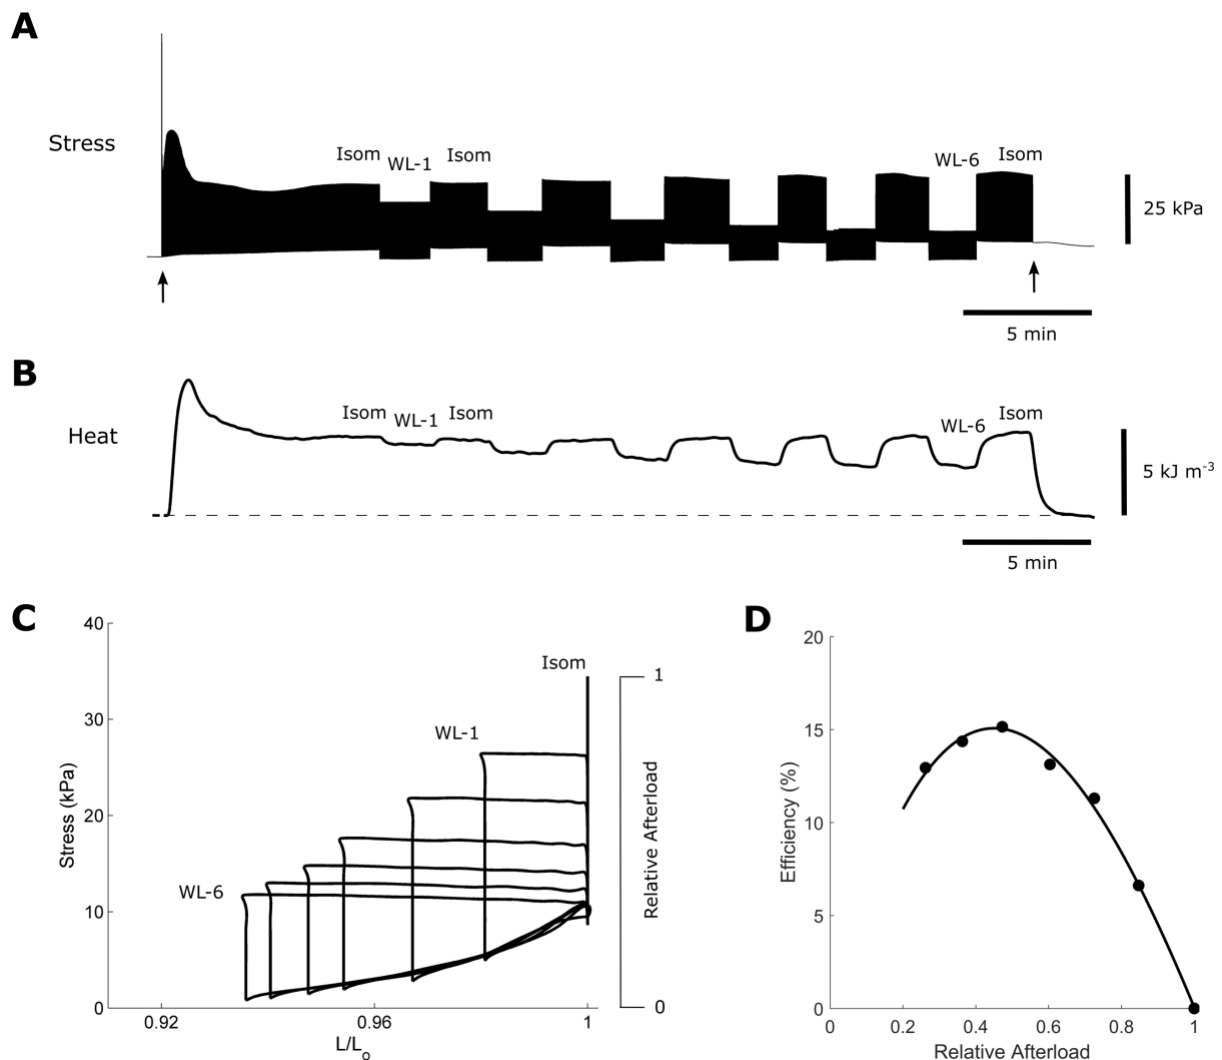 A
Stress
Isom
WL-1
Isom
WL-6
Isom
25 kPa
5 min
B
Heat
Isom
WL-1
Isom
WL-6
Isom
5 kJ m-3
5 min
C
40
30
20
10
0
Stress (kPa)
0.92
0.96
1
L/Lo
Isom
WL-1
WL-6
1
0
Relative Afterload
D
20
15
10
5
0
Efficiency (%)
0
0.2
0.4
0.6
0.8
1.0
Relative Afterload